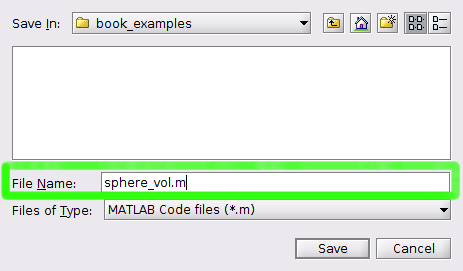 Save In: book_examples
File Name: sphere_vol.m
Files of Type: MATLAB Code files (*.m)
Save Cancel